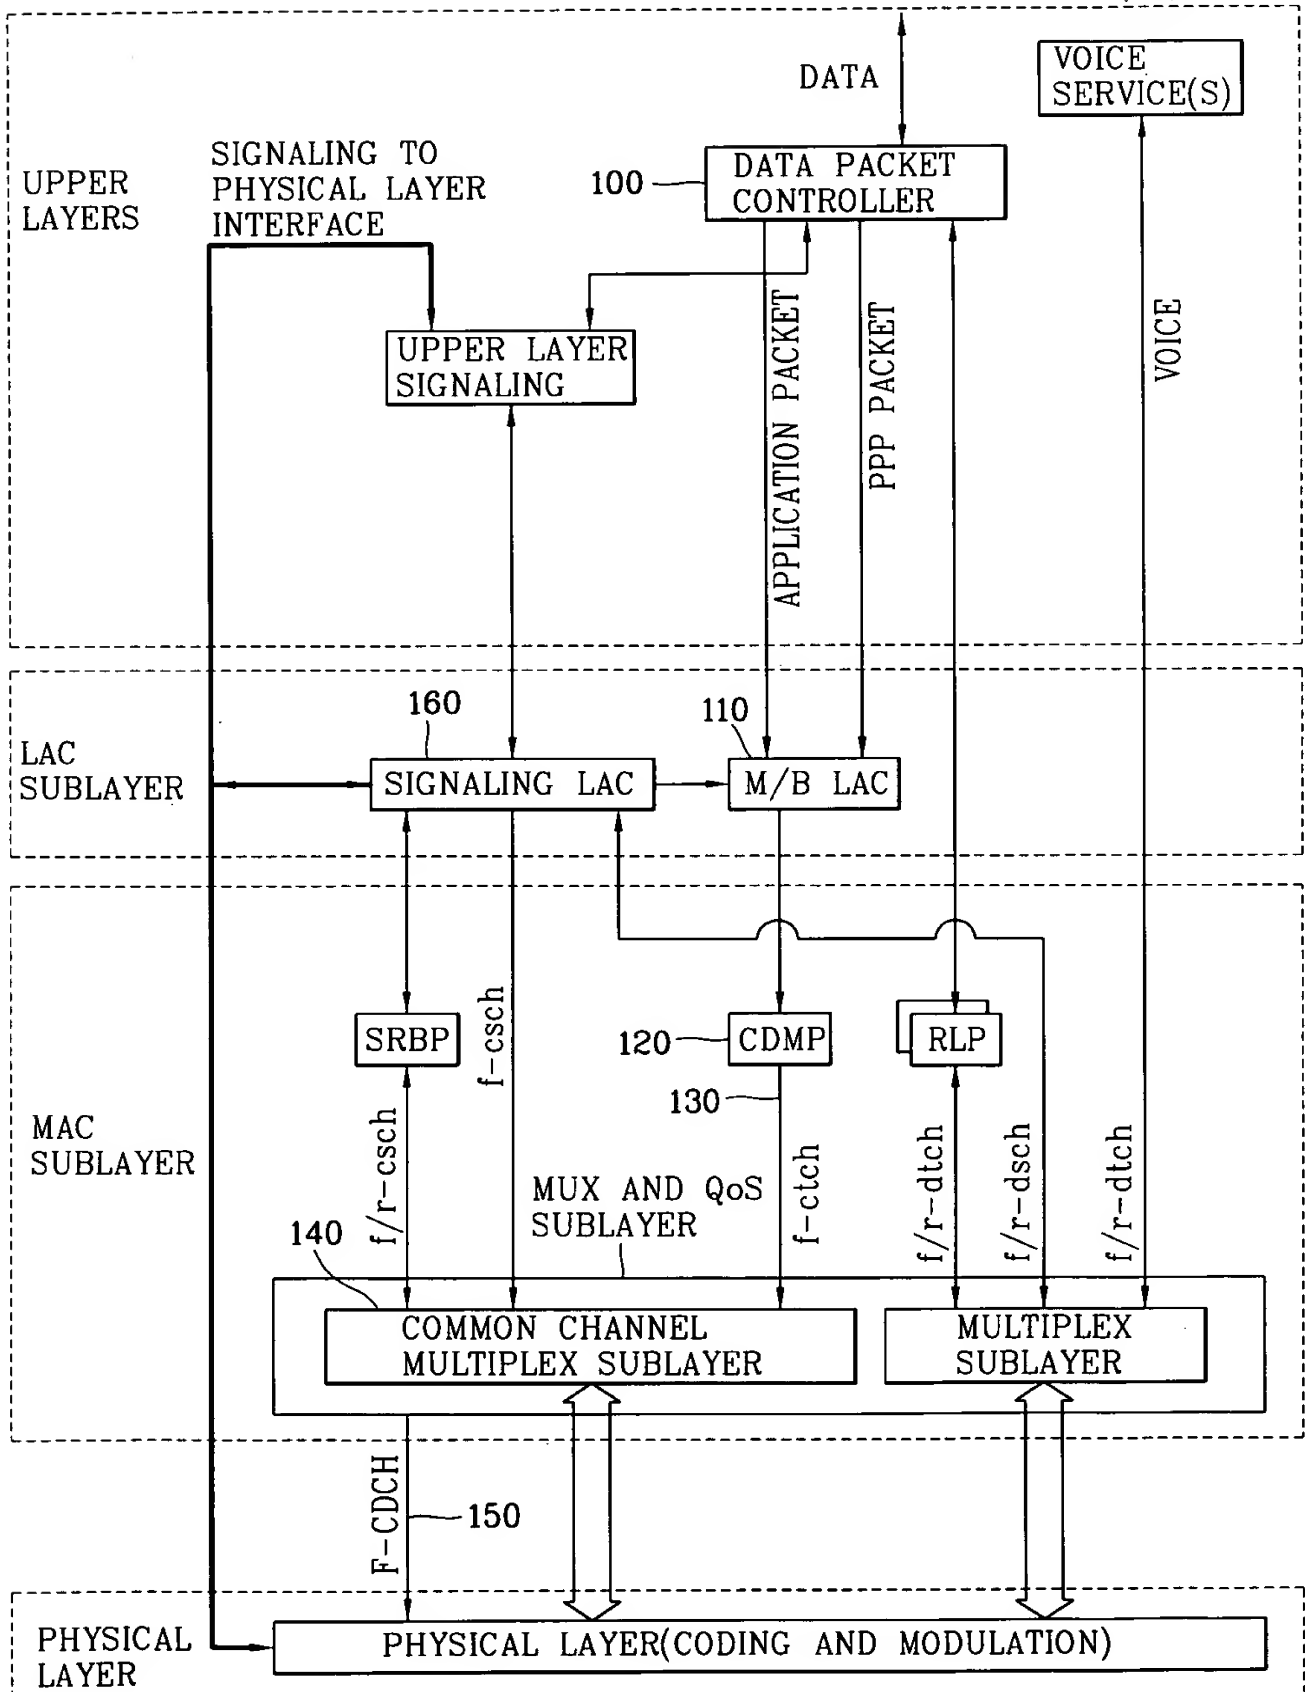 DATA
VOICE
SERVICE(S)
SIGNALING TO
PHYSICAL LAYER
INTERFACE
UPPER
LAYERS
100
DATA PACKET
CONTROLLER
UPPER LAYER
SIGNALING
APPLICATION PACKET
PPP PACKET
VOICE
LAC
SUBLAYER
160
SIGNALING LAC
110
M/B LAC
MAC
SUBLAYER
SRBP
f-csch
120
CDMP
RLP
130
f/r-csch
MUX AND QoS
SUBLAYER
f-ctch
f/r-dtch
f/r-dsch
f/r-dtch
140
COMMON CHANNEL
MULTIPLEX SUBLAYER
MULTIPLEX
SUBLAYER
F-CDCH
150
PHYSICAL
LAYER
PHYSICAL LAYER(CODING AND MODULATION)